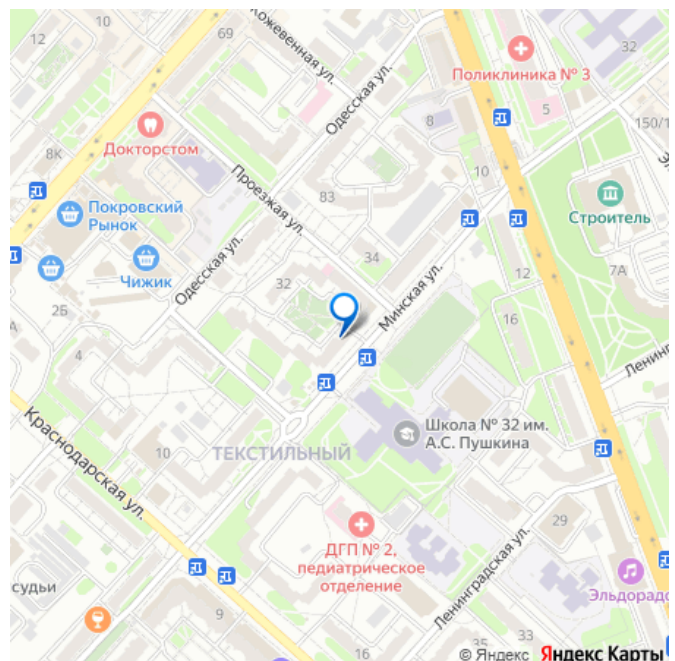 12
10
69
Кожевенная ул.
Одесская ул.
Поликлиника № 3
32
5
150/1
8
10
Докторстом
8К
Проезжая ул.
83
Покровский
Рынок
Чижик
Одесская ул.
34
32
Строитель
7А
12
Минская ул.
2Б
16
4
Краснодарская ул.
10
ТЕКСТИЛЬНЫЙ
Школа № 32 им.
А.С. Пушкина
ДГП № 2,
педиатрическое
отделение
29
Ленинградская ул.
судьи
9
Эльдорадо
33
35
© Яндекс Яндекс Карты